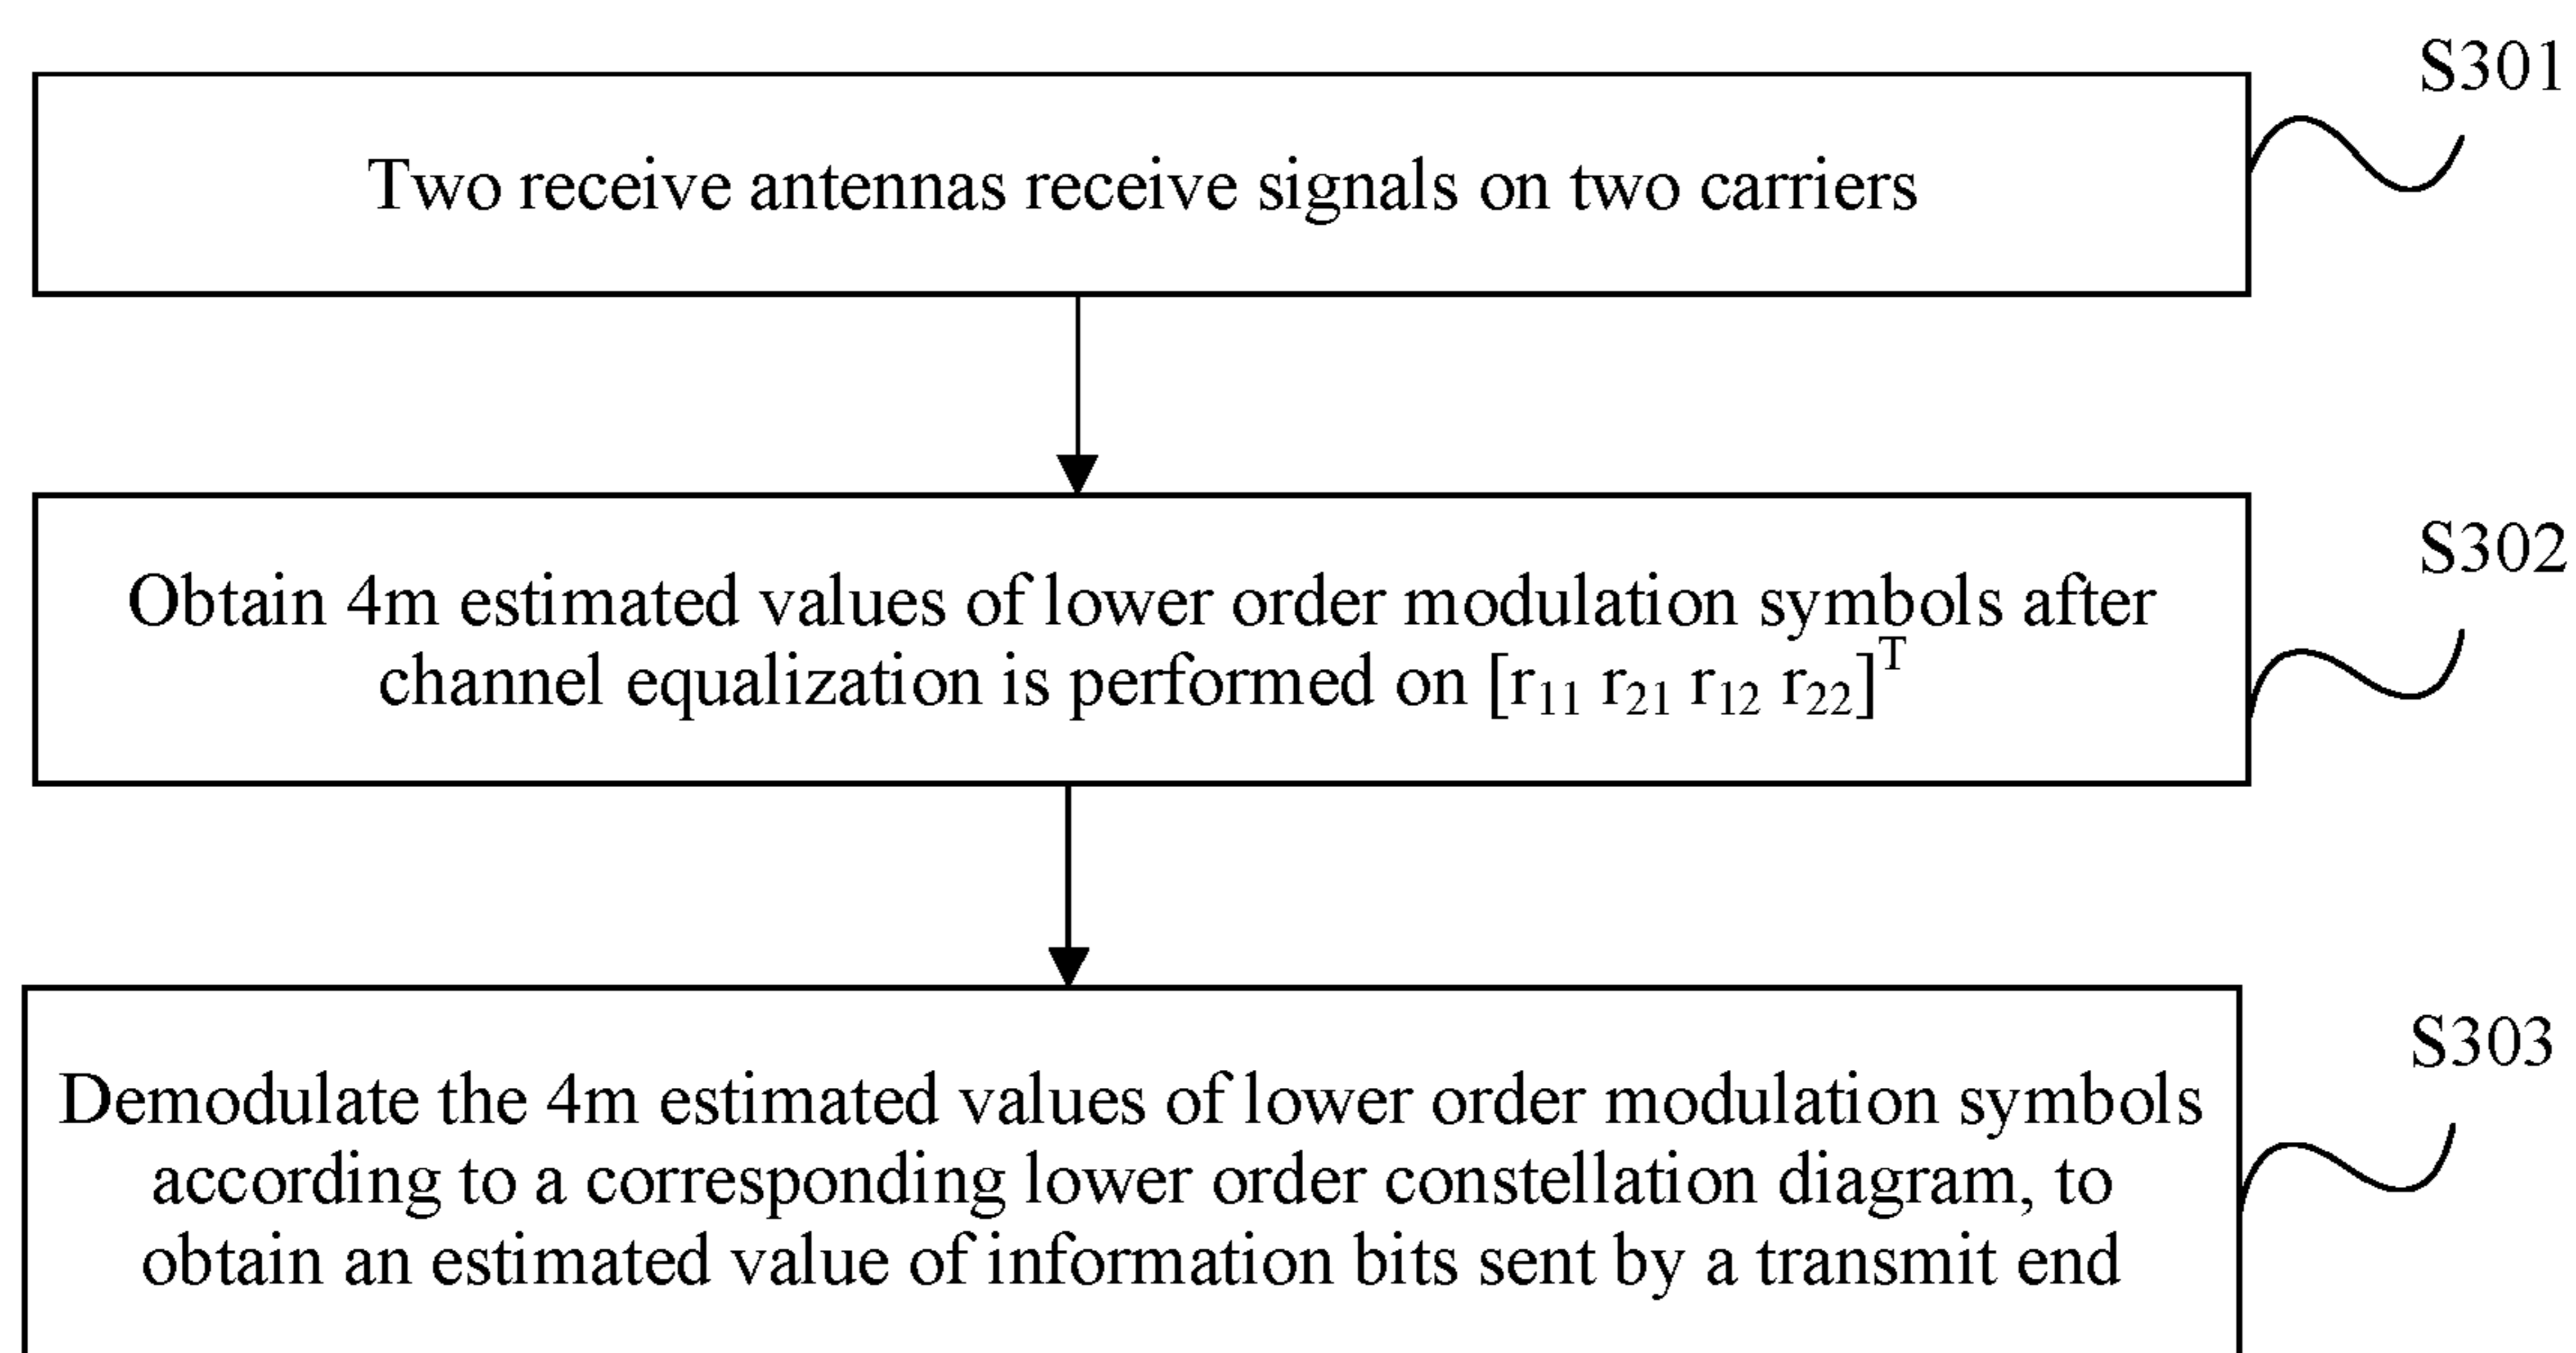 S301
Two receive antennas receive signals on two carriers
S302
Obtain 4m estimated values of lower order modulation symbols after
channel equalization is performed on [r₁₁ r₂₁ r₁₂ r₂₂]ᵀ
S303
Demodulate the 4m estimated values of lower order modulation symbols
according to a corresponding lower order constellation diagram, to
obtain an estimated value of information bits sent by a transmit end